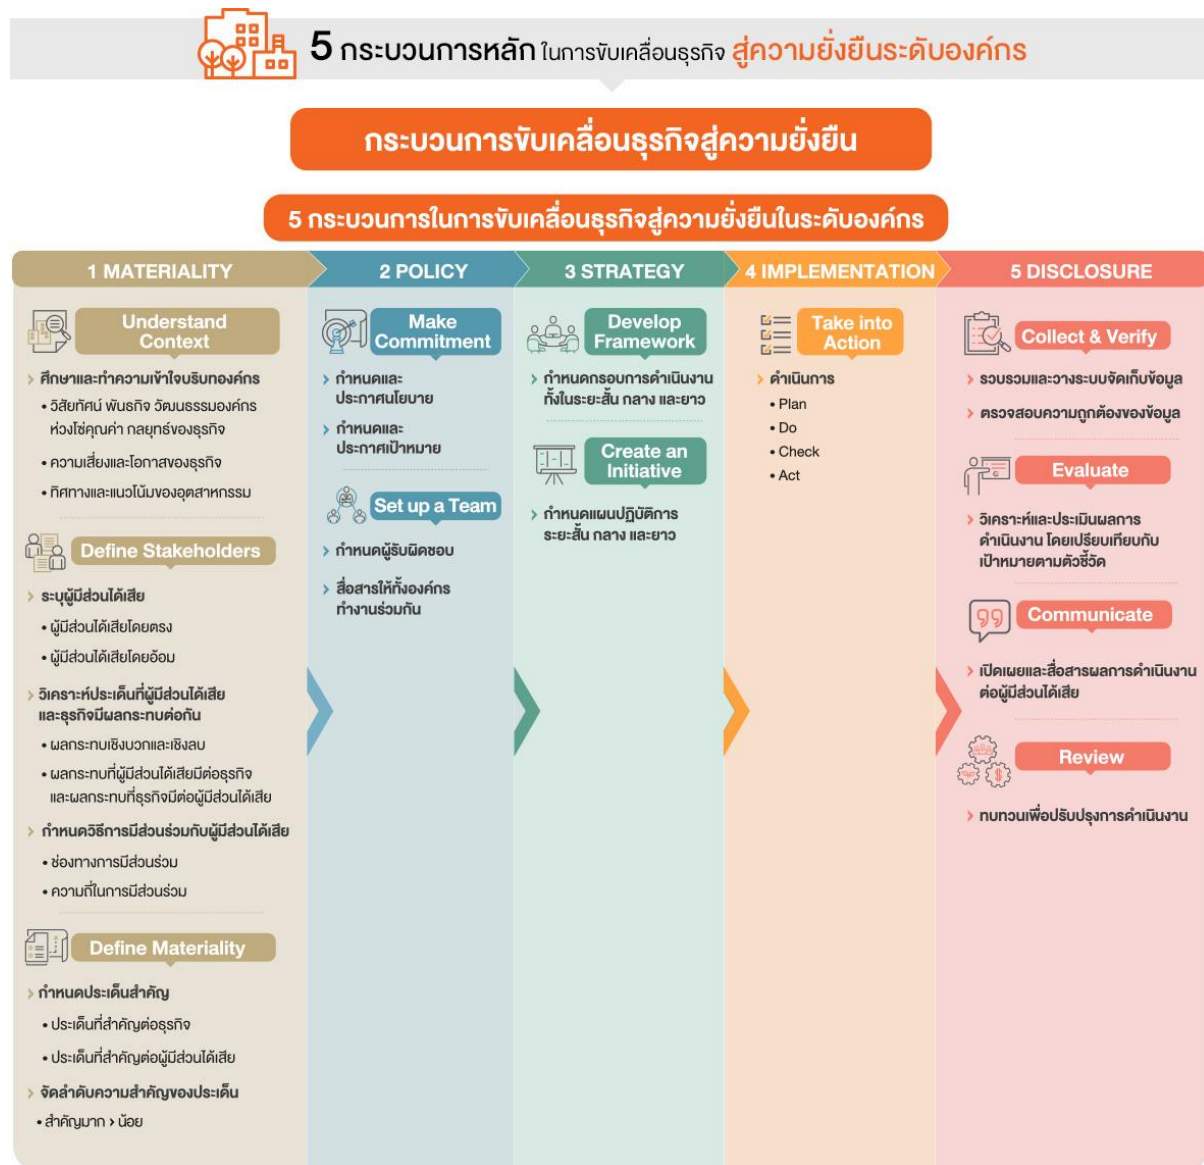 5 กระบวนการหลัก ในการขับเคลื่อนธุรกิจ สู่ความยั่งยืนระดับองค์กร
กระบวนการขับเคลื่อนธุรกิจสู่ความยั่งยืน
5 กระบวนการในการขับเคลื่อนธุรกิจสู่ความยั่งยืนในระดับองค์กร
1 MATERIALITY
Understand
Context
› ศึกษาและทำความเข้าใจบริบทองค์กร
• วิสัยทัศน์ พันธกิจ วัฒนธรรมองค์กร
ห่วงโซ่คุณค่า กลยุทธ์ของธุรกิจ
• ความเสี่ยงและโอกาสของธุรกิจ
• ทิศทางและแนวโน้มของอุตสาหกรรม
Define Stakeholders
› ระบุผู้มีส่วนได้เสีย
• ผู้มีส่วนได้เสียโดยตรง
• ผู้มีส่วนได้เสียโดยอ้อม
› วิเคราะห์ประเด็นที่ผู้มีส่วนได้เสีย
และธุรกิจมีผลกระทบต่อกัน
• ผลกระทบเชิงบวกและเชิงลบ
• ผลกระทบที่ผู้มีส่วนได้เสียมีต่อธุรกิจ
และผลกระทบที่ธุรกิจมีต่อผู้มีส่วนได้เสีย
› กำหนดวิธีการมีส่วนร่วมกับผู้มีส่วนได้เสีย
• ช่องทางการมีส่วนร่วม
• ความถี่ในการมีส่วนร่วม
Define Materiality
› กำหนดประเด็นสำคัญ
• ประเด็นที่สำคัญต่อธุรกิจ
• ประเด็นที่สำคัญต่อผู้มีส่วนได้เสีย
› จัดลำดับความสำคัญของประเด็น
• สำคัญมาก › น้อย
2 POLICY
Make
Commitment
› กำหนดและ
ประกาศนโยบาย
› กำหนดและ
ประกาศเป้าหมาย
Set up a Team
› กำหนดผู้รับผิดชอบ
› สื่อสารให้ทั้งองค์กร
ทำงานร่วมกัน
3 STRATEGY
Develop
Framework
› กำหนดกรอบการดำเนินงาน
ทั้งในระยะสั้น กลาง และยาว
Create an
Initiative
› กำหนดแผนปฏิบัติการ
ระยะสั้น กลาง และยาว
4 IMPLEMENTATION
Take into
Action
› ดำเนินการ
• Plan
• Do
• Check
• Act
5 DISCLOSURE
Collect & Verify
› รวบรวมและวางระบบจัดเก็บข้อมูล
› ตรวจสอบความถูกต้องของข้อมูล
Evaluate
› วิเคราะห์และประเมินผลการ
ดำเนินงาน โดยเปรียบเทียบกับ
เป้าหมายตามตัวชี้วัด
Communicate
› เปิดเผยและสื่อสารผลการดำเนินงาน
ต่อผู้มีส่วนได้เสีย
Review
› ทบทวนเพื่อปรับปรุงการดำเนินงาน